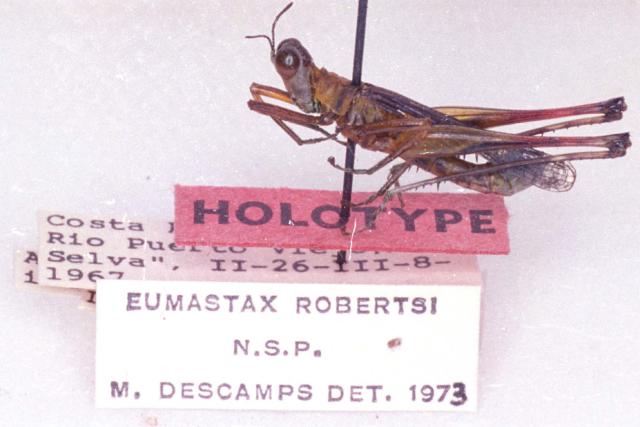 HOLOTYPE
Costa
Rio Puerto
Selva", II-26-III-8-
1967
EUMASTAX ROBERTSI
N.S.P.
M. DESCAMPS DET. 1973